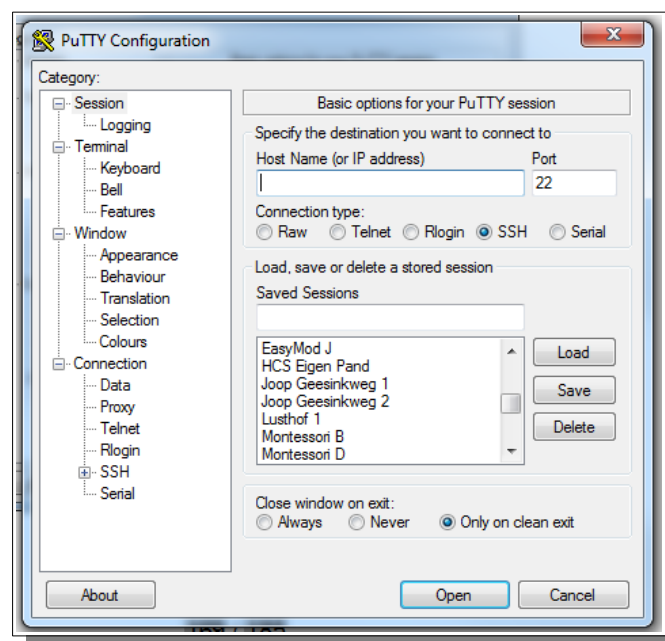 PuTTY Configuration
Category:
Session
Logging
Terminal
Keyboard
Bell
Features
Window
Appearance
Behaviour
Translation
Selection
Colours
Connection
Data
Proxy
Telnet
Rlogin
SSH
Serial
Basic options for your PuTTY session
Specify the destination you want to connect to
Host Name (or IP address) Port
22
Connection type:
Raw Telnet Rlogin SSH Serial
Load, save or delete a stored session
Saved Sessions
EasyMod J
HCS Eigen Pand
Joop Geesinkweg 1
Joop Geesinkweg 2
Lusthof 1
Montessori B
Montessori D
Load
Save
Delete
Close window on exit:
Always Never Only on clean exit
About Open Cancel